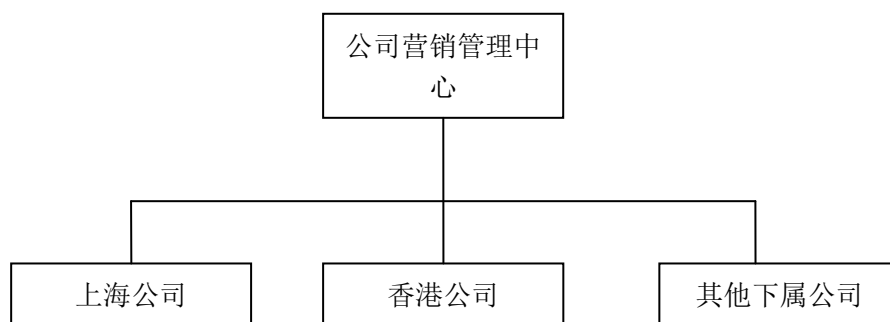 公司营销管理中
心
上海公司
香港公司
其他下属公司